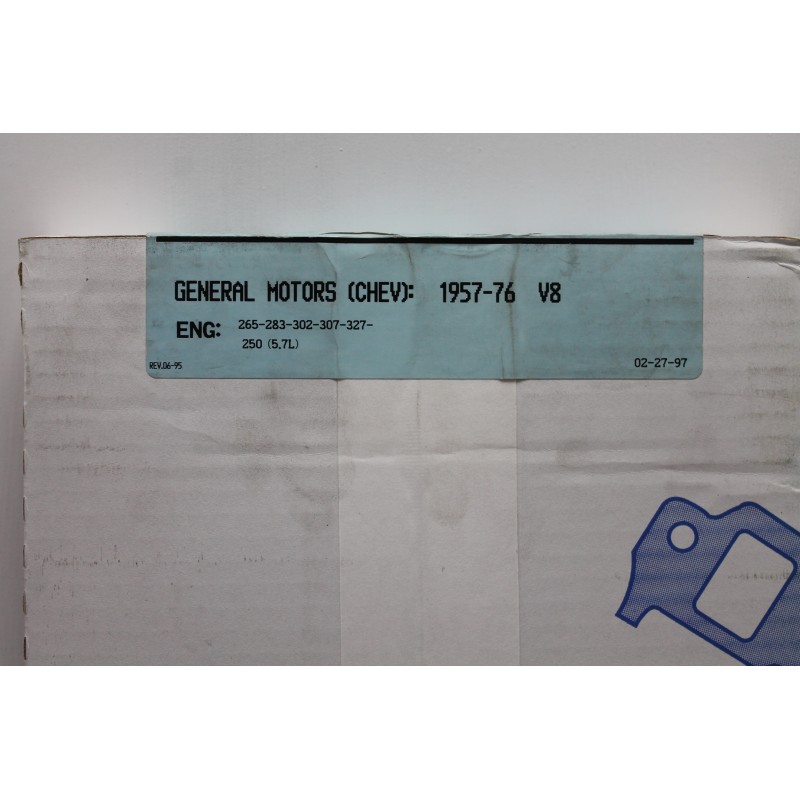 GENERAL MOTORS (CHEV): 1957-76 V8
ENG: 265-283-302-307-327-
250 (5.7L)
REV.06-95
02-27-97